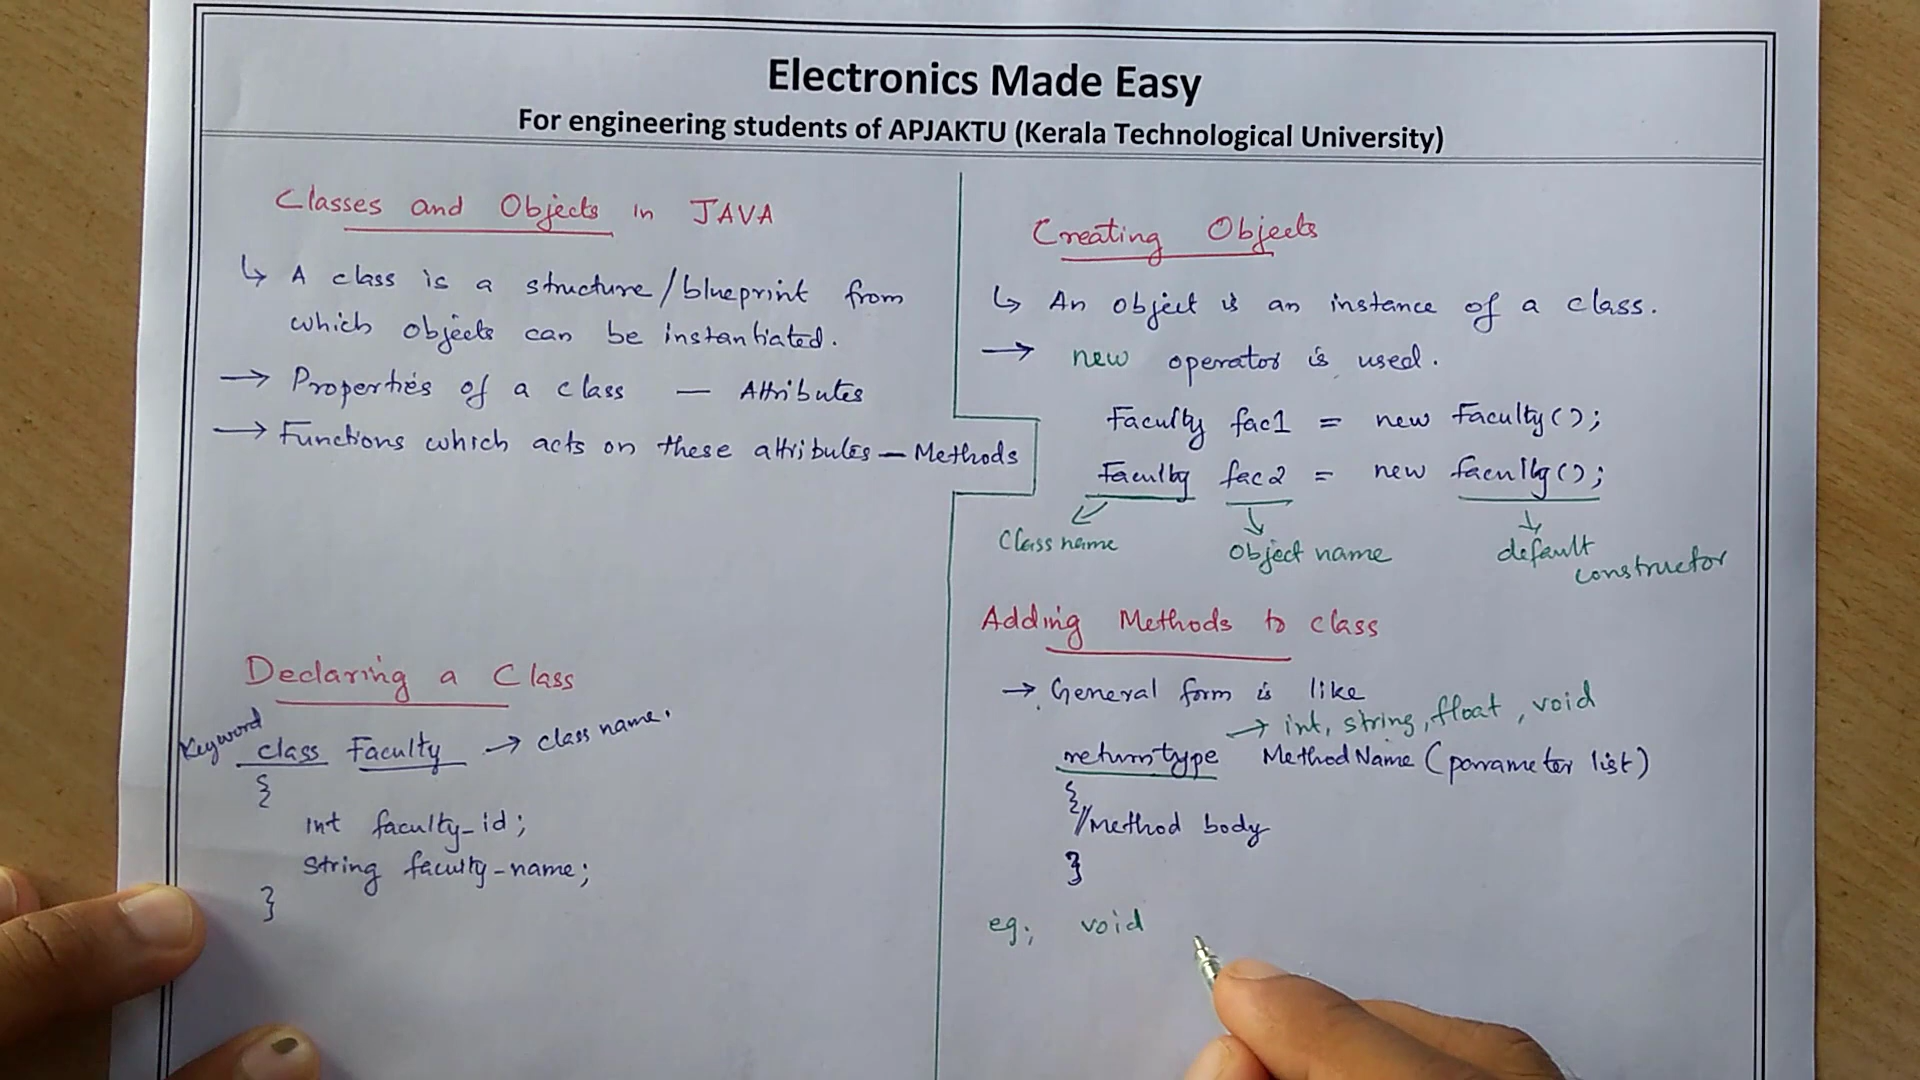 Electronics Made Easy
For engineering students of APJAKTU (Kerala Technological University)
Classes and Objects in JAVA
↳ A class is a structure/blueprint from
which objects can be instantiated.
→ Properties of a class — Attributes
→ Functions which acts on these attributes — Methods
Declaring a Class
Keyword
class Faculty → class name.
{
int faculty_id;
String faculty-name;
}
Creating Objects
↳ An object is an instance of a class.
→ new operator is used.
Faculty fac1 = new Faculty();
Faculty fac2 = new faculty();
Class name
Object name
default constructor
Adding Methods to class
→ General form is like
→ int, string, float, void
returntype MethodName (parameter list)
{
//Method body
}
eg; void